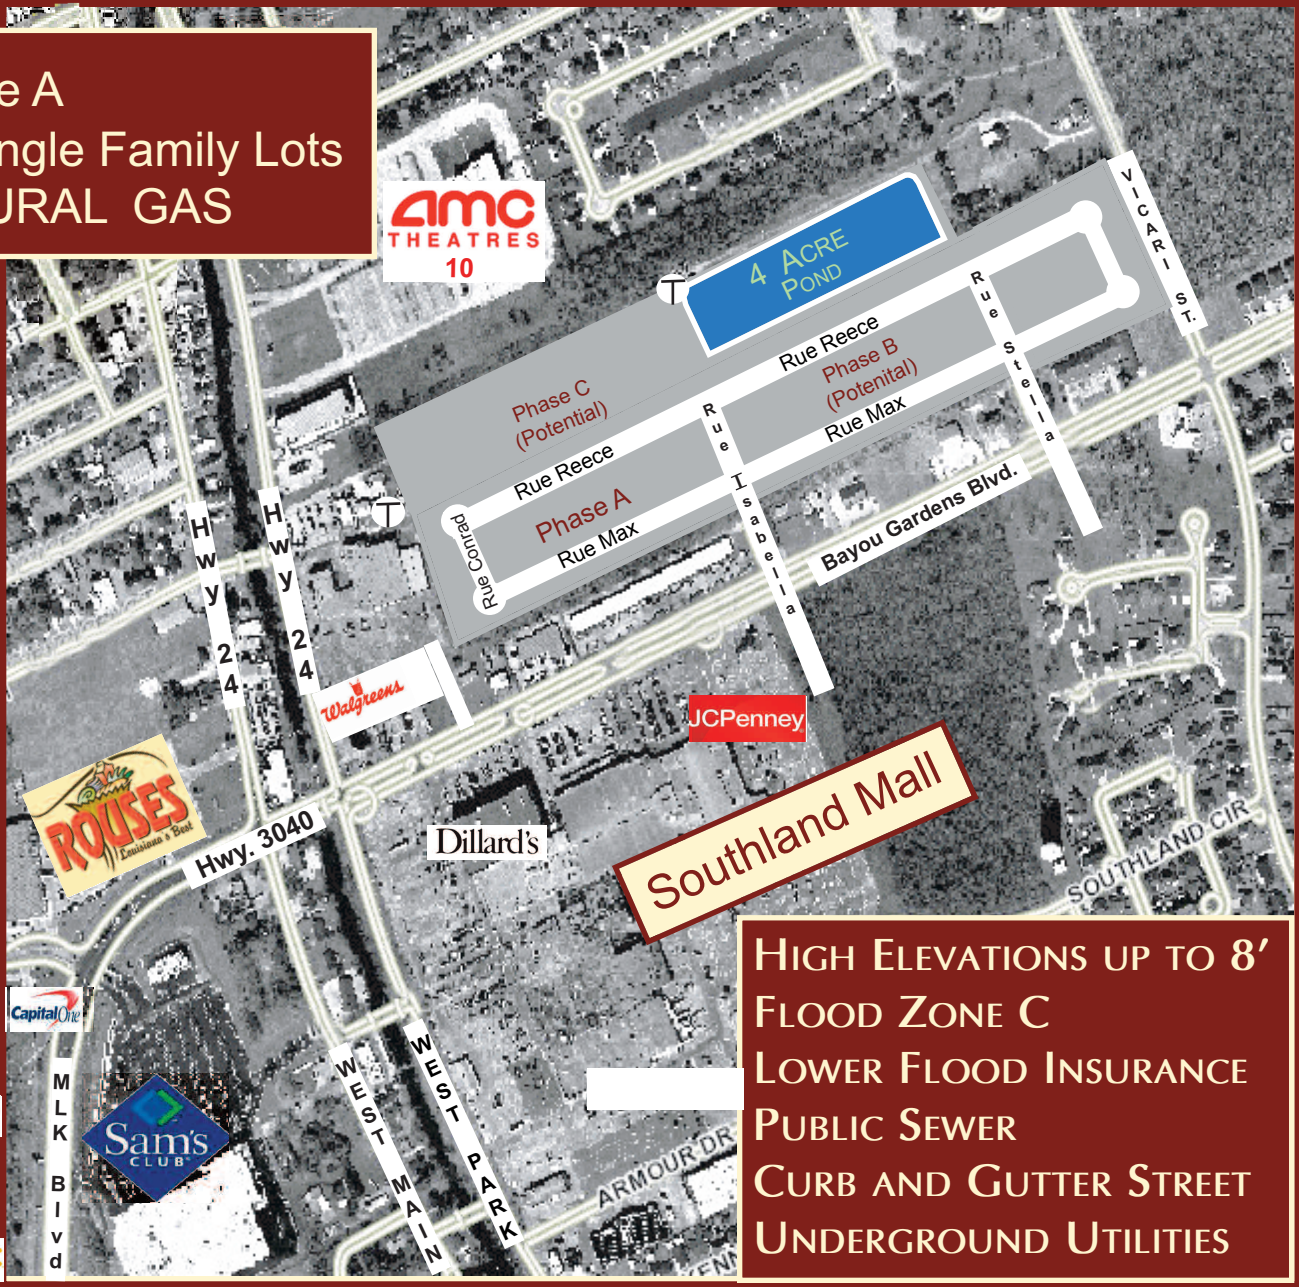 e A
ngle Family Lots
URAL GAS
amc
THEATRES
10
VICARI ST.
4 ACRE
POND
T
Rue Reece
Rue Stella
Phase B
(Potenital)
Phase C
(Potential)
Rue Isabella
Rue Max
Rue Reece
Phase A
Rue Max
Rue Conrad
T
Bayou Gardens Blvd.
Hwy 24
Hwy 24
Walgreens
JCPenney
Southland Mall
ROUSES
Louisiana's Best
Hwy. 3040
Dillard's
SOUTHLAND CIR
Capital One
MLK Blvd
Sam's
CLUB
WEST MAIN
WEST PARK
ARMOUR DR
HIGH ELEVATIONS UP TO 8′
FLOOD ZONE C
LOWER FLOOD INSURANCE
PUBLIC SEWER
CURB AND GUTTER STREET
UNDERGROUND UTILITIES